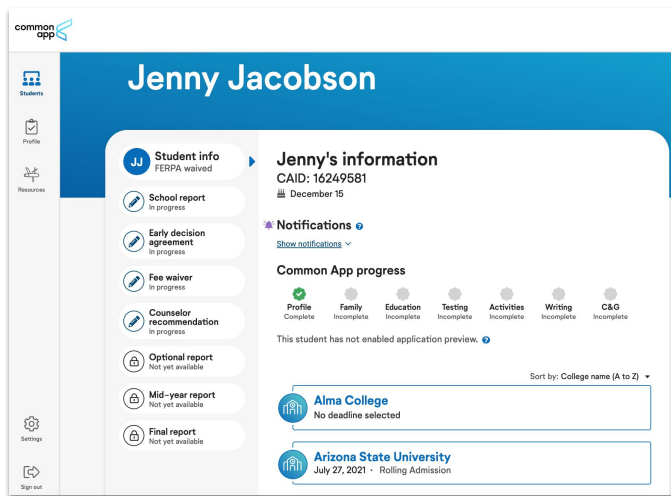 common
app
Students
Profile
Resources
Settings
Sign out
Jenny Jacobson
JJ
Student info
FERPA waived
School report
In progress
Early decision
agreement
In progress
Fee waiver
In progress
Counselor
recommendation
In progress
Optional report
Not yet available
Mid-year report
Not yet available
Final report
Not yet available
Jenny's information
CAID: 16249581
December 15
Notifications ?
Show notifications
Common App progress
Profile
Complete
Family
Incomplete
Education
Incomplete
Testing
Incomplete
Activities
Incomplete
Writing
Incomplete
C&G
Incomplete
This student has not enabled application preview. ?
Sort by: College name (A to Z)
Alma College
No deadline selected
Arizona State University
July 27, 2021 · Rolling Admission